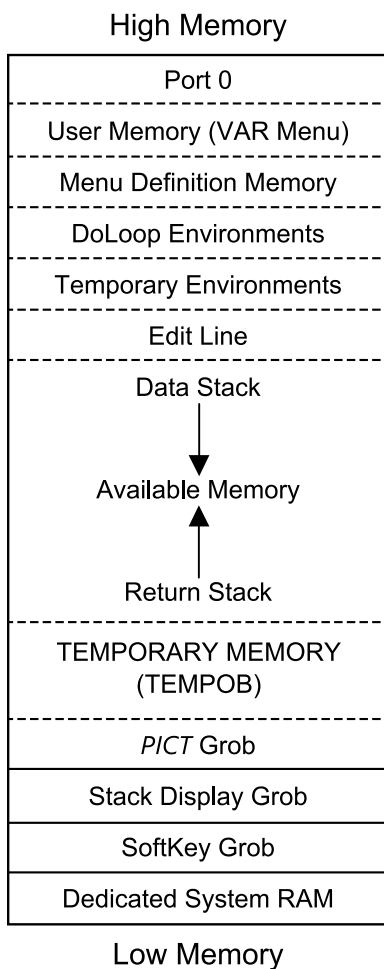 High Memory
Port 0
User Memory (VAR Menu)
Menu Definition Memory
DoLoop Environments
Temporary Environments
Edit Line
Data Stack
Available Memory
Return Stack
TEMPORARY MEMORY
(TEMPOB)
PICT Grob
Stack Display Grob
SoftKey Grob
Dedicated System RAM
Low Memory